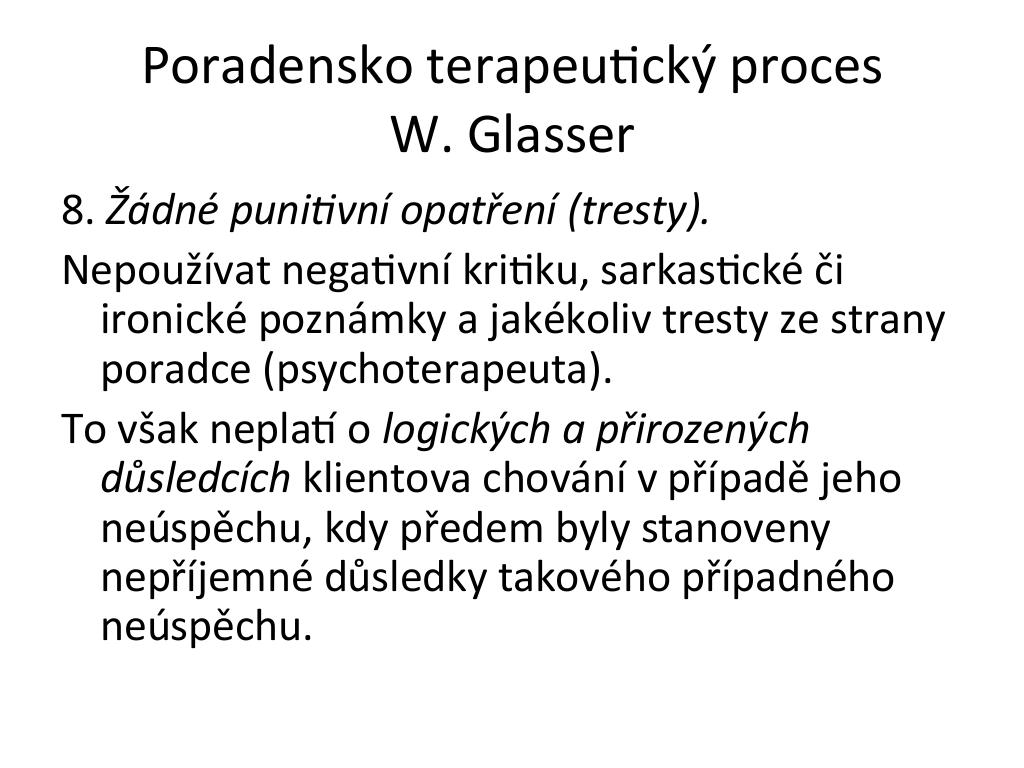 Poradensko terapeutický proces
W. Glasser
8. Žádné punitivní opatření (tresty).
Nepoužívat negativní kritiku, sarkastické či
ironické poznámky a jakékoliv tresty ze strany
poradce (psychoterapeuta).
To však neplatí o logických a přirozených
důsledcích klientova chování v případě jeho
neúspěchu, kdy předem byly stanoveny
nepříjemné důsledky takového případného
neúspěchu.